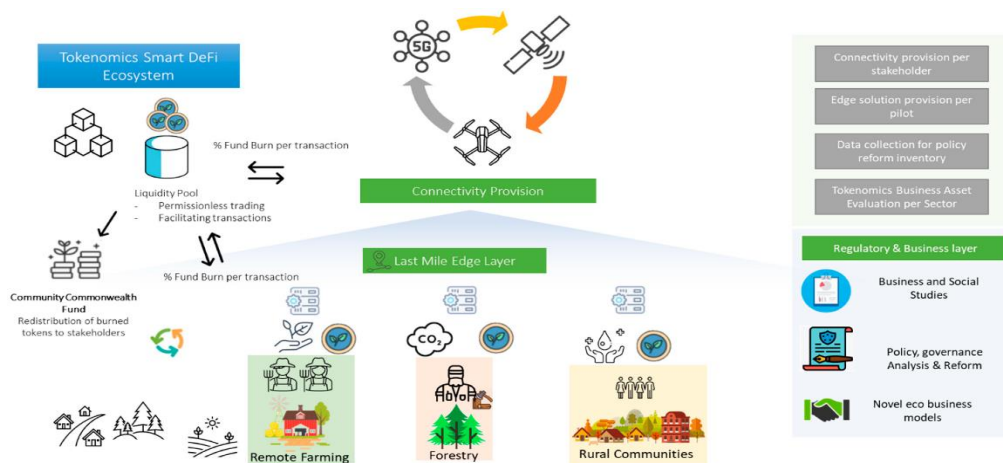 Tokenomics Smart DeFi
Ecosystem
5G
% Fund Burn per transaction
Liquidity Pool
- Permissionless trading
- Facilitating transactions
Connectivity Provision
% Fund Burn per transaction
Last Mile Edge Layer
Community Commonwealth
Fund
Redistribution of burned
tokens to stakeholders
CO2
Remote Farming
Forestry
Rural Communities
Connectivity provision per
stakeholder
Edge solution provision per
pilot
Data collection for policy
reform inventory
Tokenomics Business Asset
Evaluation per Sector
Regulatory & Business layer
Business and Social
Studies
Policy, governance
Analysis & Reform
Novel eco business
models